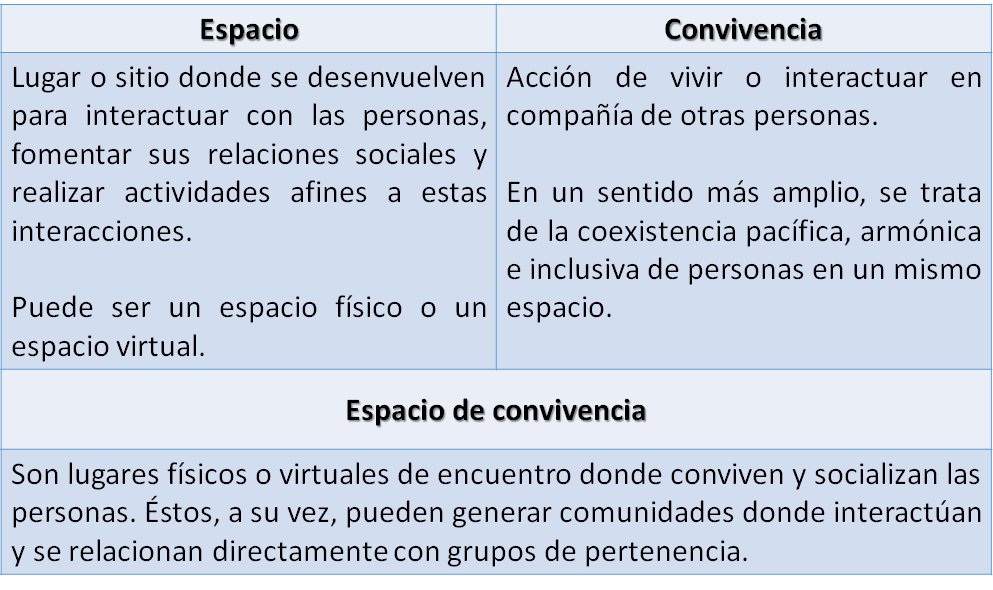 Espacio
Lugar o sitio donde se desenvuelven
para interactuar con las personas,
fomentar sus relaciones sociales y
realizar actividades afines a estas
interacciones.
Puede ser un espacio físico o un
espacio virtual.
Convivencia
Acción de vivir o interactuar en
compañía de otras personas.
En un sentido más amplio, se trata
de la coexistencia pacífica, armónica
e inclusiva de personas en un mismo
espacio.
Espacio de convivencia
Son lugares físicos o virtuales de encuentro donde conviven y socializan las
personas. Éstos, a su vez, pueden generar comunidades donde interactúan
y se relacionan directamente con grupos de pertenencia.